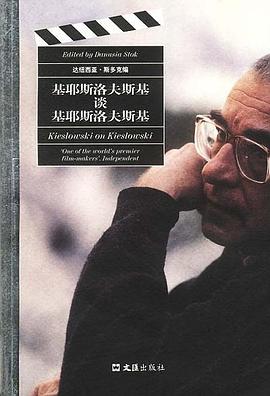 Edited by Danusia Stok
达纽西亚·斯多克编
基耶斯洛夫斯基
谈
基耶斯洛夫斯基
Kieslowski on Kieslowski
'One of the world's premier
film-makers'. Independent
文匯出版社